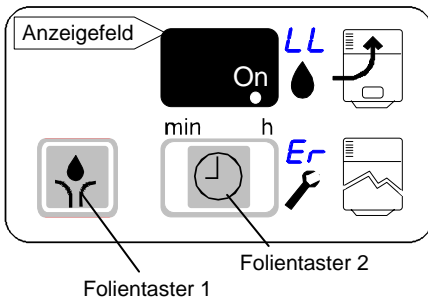 Anzeigefeld
LL
On
min h
Er
Folientaster 2
Folientaster 1